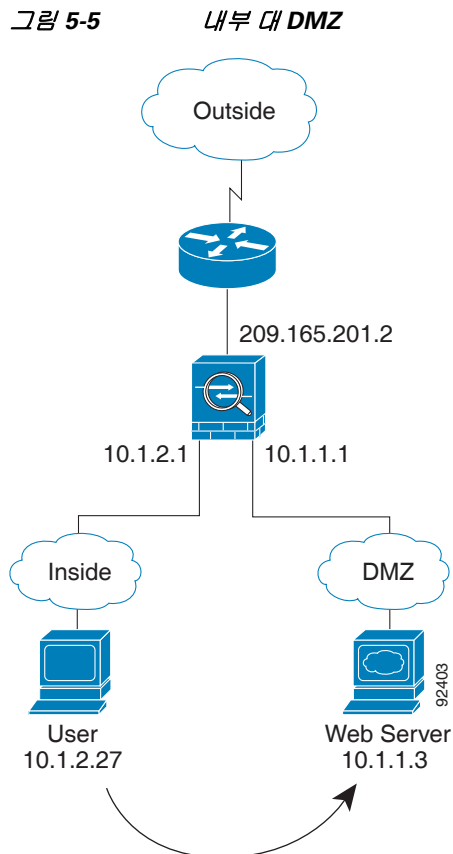 그림 5-5 내부 대 DMZ
Outside
209.165.201.2
10.1.2.1
10.1.1.1
Inside
DMZ
92403
User
10.1.2.27
Web Server
10.1.1.3